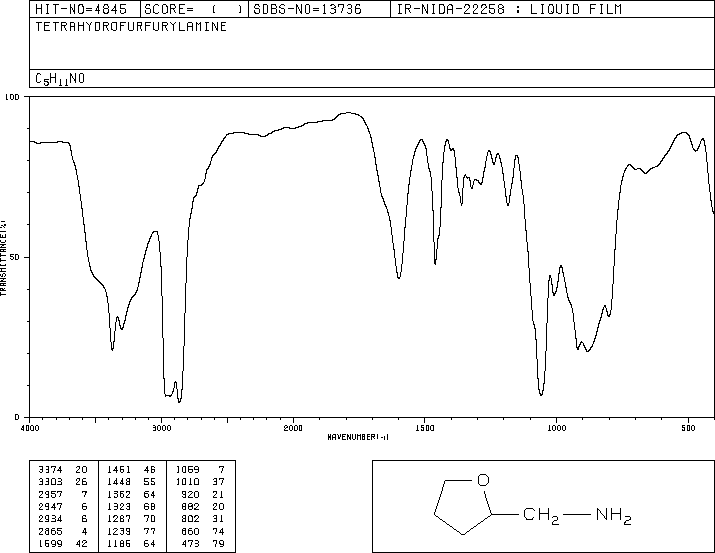 HIT-NO=4845 SCORE= ( ) SDBS-NO=13736 IR-NIDA-22258 : LIQUID FILM
TETRAHYDROFURFURYLAMINE
C5H11NO
100
50
0
TRANSMITTANCE(%)
4000 3000 2000 1500 1000 500
WAVENUMBER(-1)
3374 20 1461 46 1059 7
3303 26 1448 55 1010 37
2957 7 1362 64 920 21
2947 6 1323 68 882 20
2934 6 1287 70 802 31
2865 4 1239 77 660 74
1599 42 1186 64 473 79
O
CH2 NH2